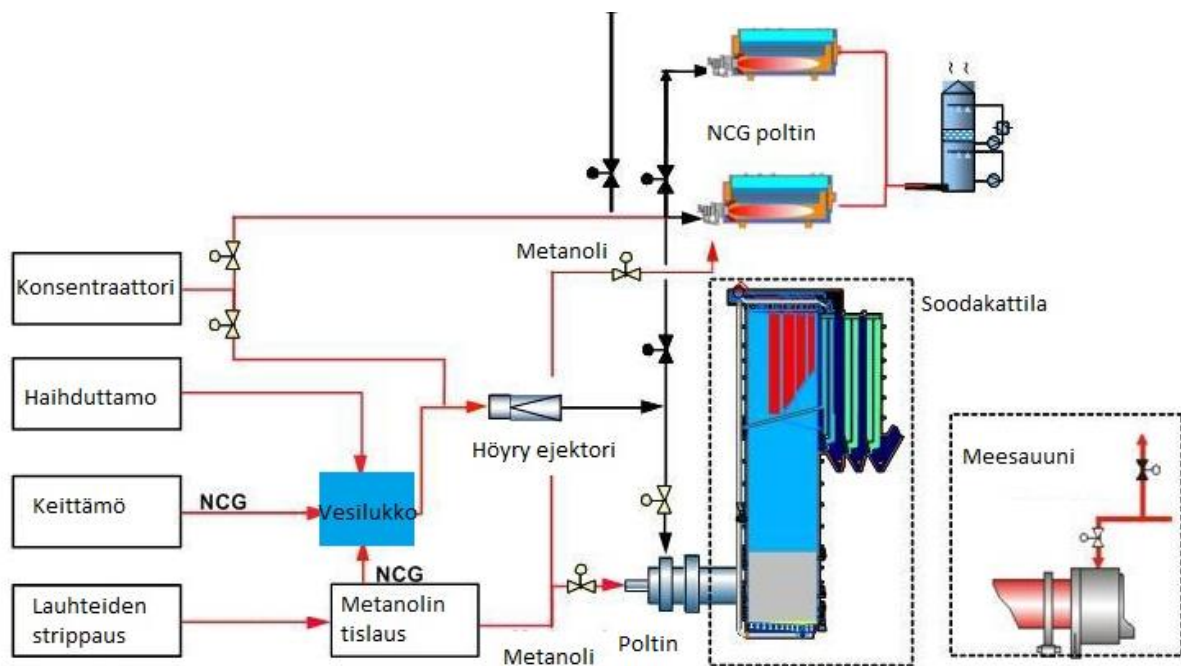 NCG poltin
Metanoli
Konsentraattori
Soodakattila
Haihduttamo
Höyry ejektori
Meesauuni
Keittämö
NCG
Vesilukko
NCG
Lauhteiden
strippaus
Metanolin
tislaus
Metanoli
Poltin